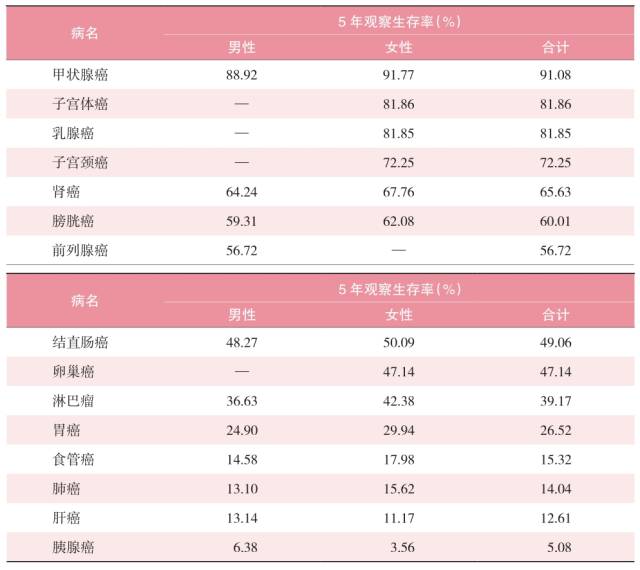 病名 5年观察生存率(%)
男性 女性 合计
甲状腺癌 88.92 91.77 91.08
子宫体癌 — 81.86 81.86
乳腺癌 — 81.85 81.85
子宫颈癌 — 72.25 72.25
肾癌 64.24 67.76 65.63
膀胱癌 59.31 62.08 60.01
前列腺癌 56.72 — 56.72
病名 5年观察生存率(%)
男性 女性 合计
结直肠癌 48.27 50.09 49.06
卵巢癌 — 47.14 47.14
淋巴瘤 36.63 42.38 39.17
胃癌 24.90 29.94 26.52
食管癌 14.58 17.98 15.32
肺癌 13.10 15.62 14.04
肝癌 13.14 11.17 12.61
胰腺癌 6.38 3.56 5.08